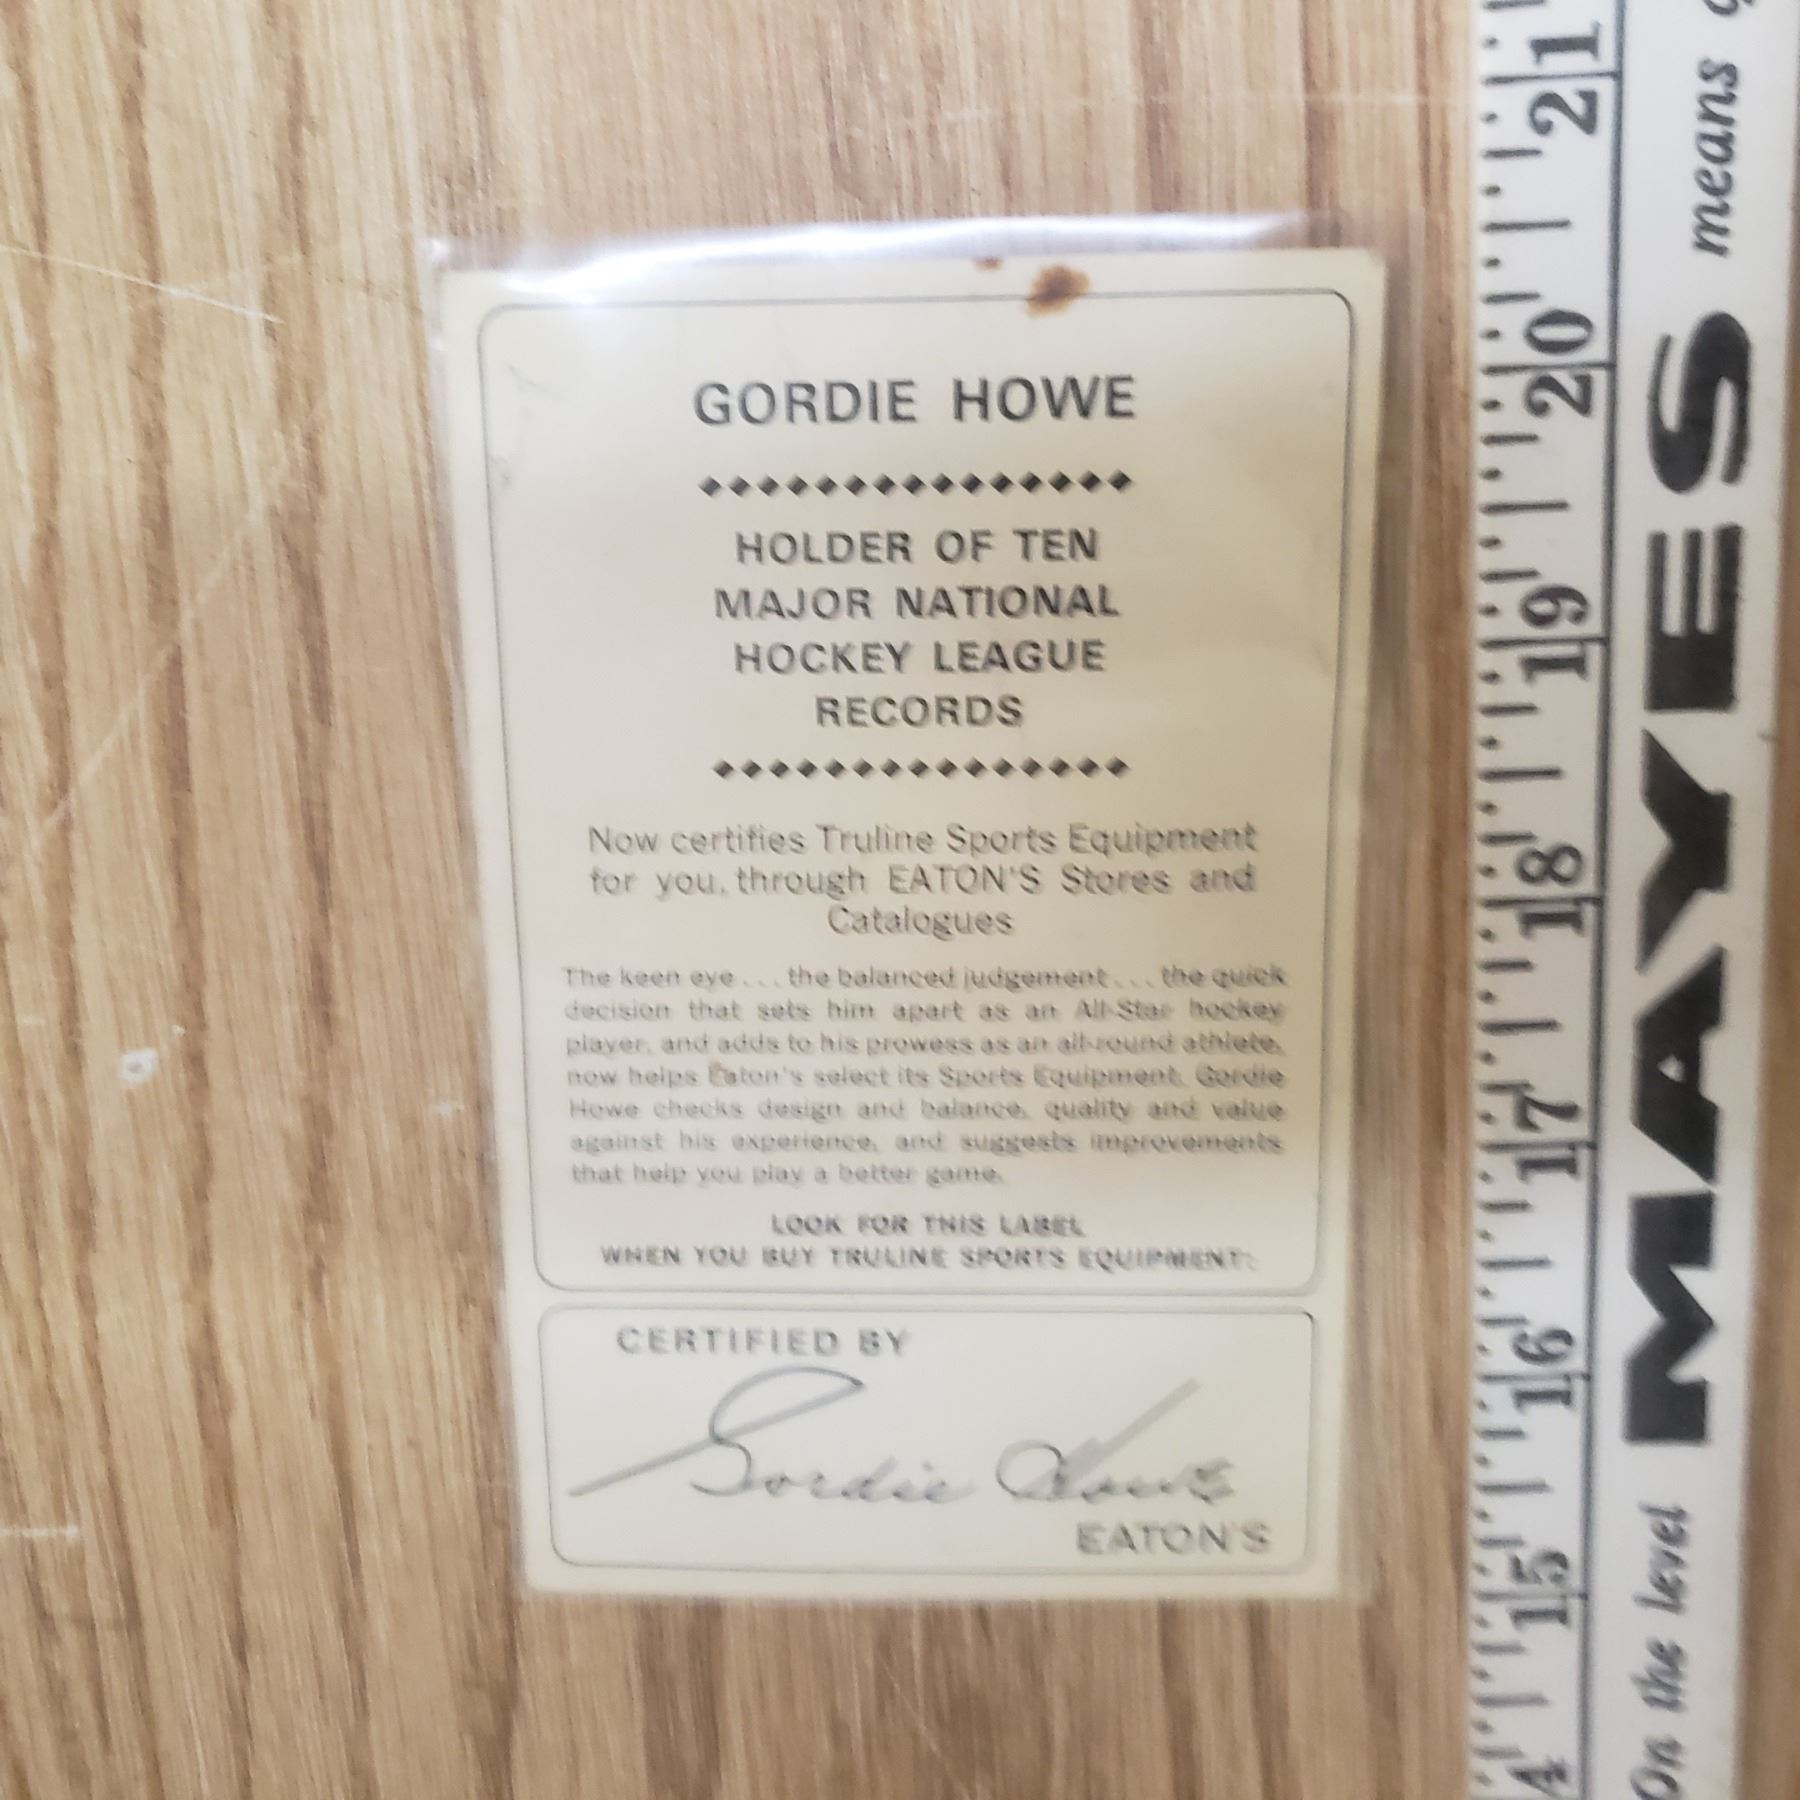 GORDIE HOWE
HOLDER OF TEN
MAJOR NATIONAL
HOCKEY LEAGUE
RECORDS
Now certifies Truline Sports Equipment
for you, through EATON'S Stores and
Catalogues
The keen eye . . . the balanced judgement . . . the quick
decision that sets him apart as an All-Star hockey
player, and adds to his prowess as an all-round athlete,
now helps Eaton's select its Sports Equipment. Gordie
Howe checks design and balance, quality and value
against his experience, and suggests improvements
that help you play a better game.
LOOK FOR THIS LABEL
WHEN YOU BUY TRULINE SPORTS EQUIPMENT:
CERTIFIED BY
Gordie Howe
EATON'S
14
15
16
17
18
19
20
21
On the level MAYES means